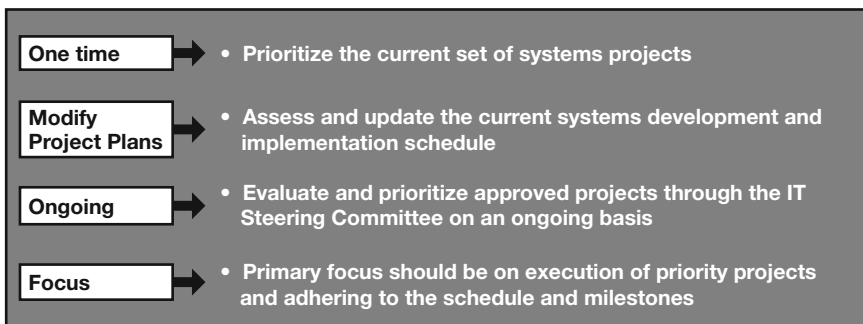 One time
• Prioritize the current set of systems projects
Modify
Project Plans
• Assess and update the current systems development and
implementation schedule
Ongoing
• Evaluate and prioritize approved projects through the IT
Steering Committee on an ongoing basis
Focus
• Primary focus should be on execution of priority projects
and adhering to the schedule and milestones